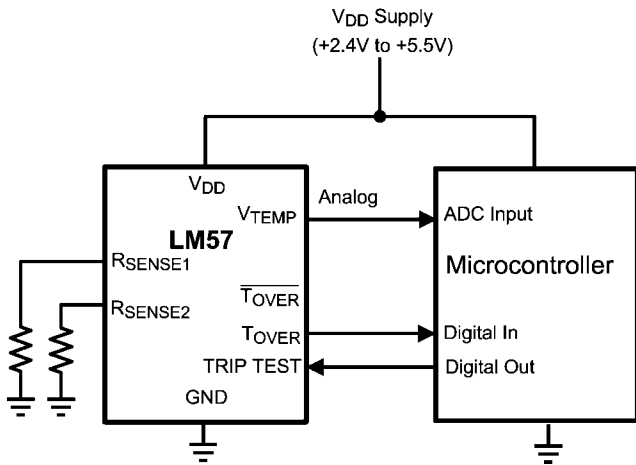 VDD Supply
(+2.4V to +5.5V)
VDD
VTEMP
Analog
ADC Input
LM57
Microcontroller
RSENSE1
RSENSE2
T̅O̅V̅E̅R̅
TOVER
Digital In
TRIP TEST
Digital Out
GND